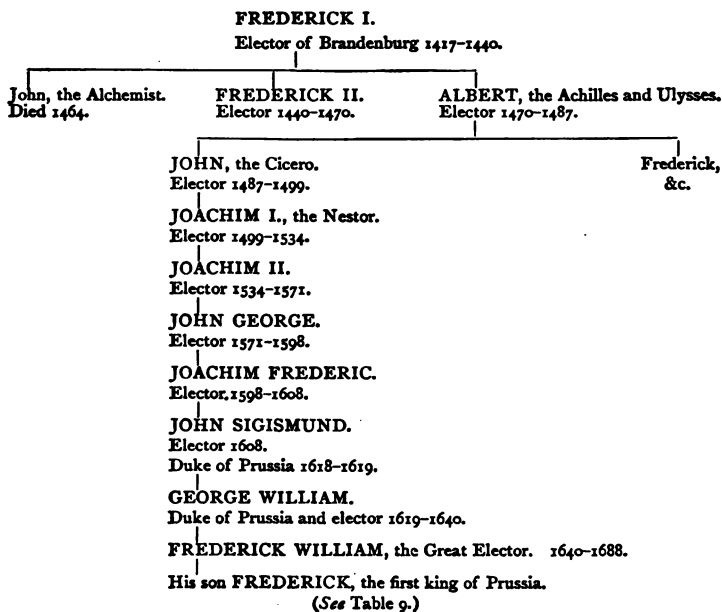 FREDERICK I.
Elector of Brandenburg 1417–1440.
John, the Alchemist. FREDERICK II. ALBERT, the Achilles and Ulysses.
Died 1464. Elector 1440–1470. Elector 1470–1487.
JOHN, the Cicero. Frederick,
Elector 1487–1499. &c.
JOACHIM I., the Nestor.
Elector 1499–1534.
JOACHIM II.
Elector 1534–1571.
JOHN GEORGE.
Elector 1571–1598.
JOACHIM FREDERIC.
Elector 1598–1608.
JOHN SIGISMUND.
Elector 1608.
Duke of Prussia 1618–1619.
GEORGE WILLIAM.
Duke of Prussia and elector 1619–1640.
FREDERICK WILLIAM, the Great Elector. 1640–1688.
His son FREDERICK, the first king of Prussia.
(See Table 9.)